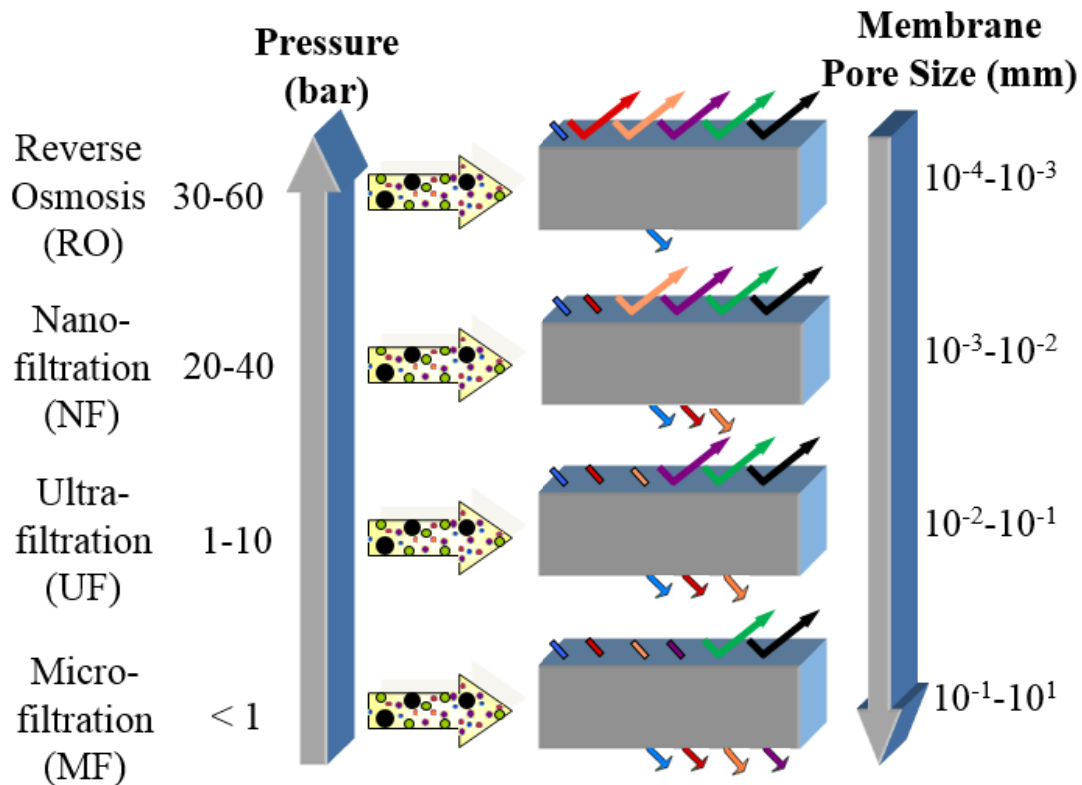 Pressure
(bar)
Membrane
Pore Size (mm)
Reverse
Osmosis
(RO)
30-60
10⁻⁴-10⁻³
Nano-
filtration
(NF)
20-40
10⁻³-10⁻²
Ultra-
filtration
(UF)
1-10
10⁻²-10⁻¹
Micro-
filtration
(MF)
< 1
10⁻¹-10¹